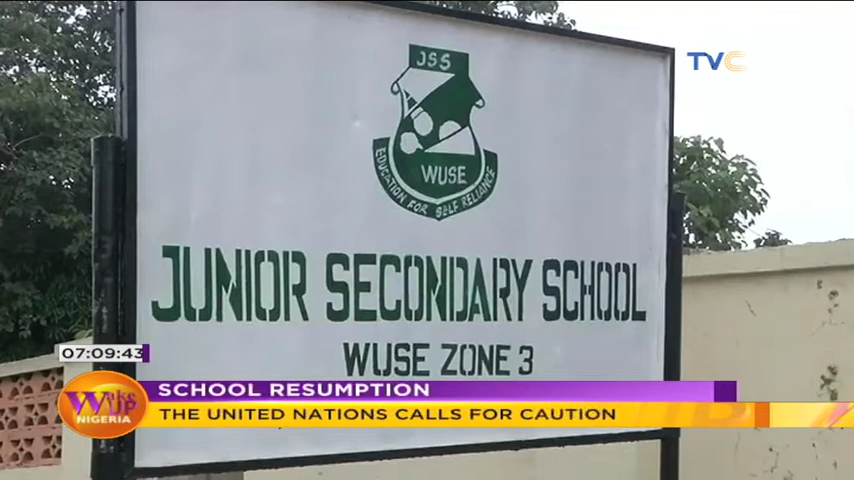 TVC
JSS
WUSE
EDUCATION FOR SELF RELIANCE
JUNIOR SECONDARY SCHOOL
WUSE ZONE 3
07:09:43
SCHOOL RESUMPTION
Wake UP NIGERIA
THE UNITED NATIONS CALLS FOR CAUTION